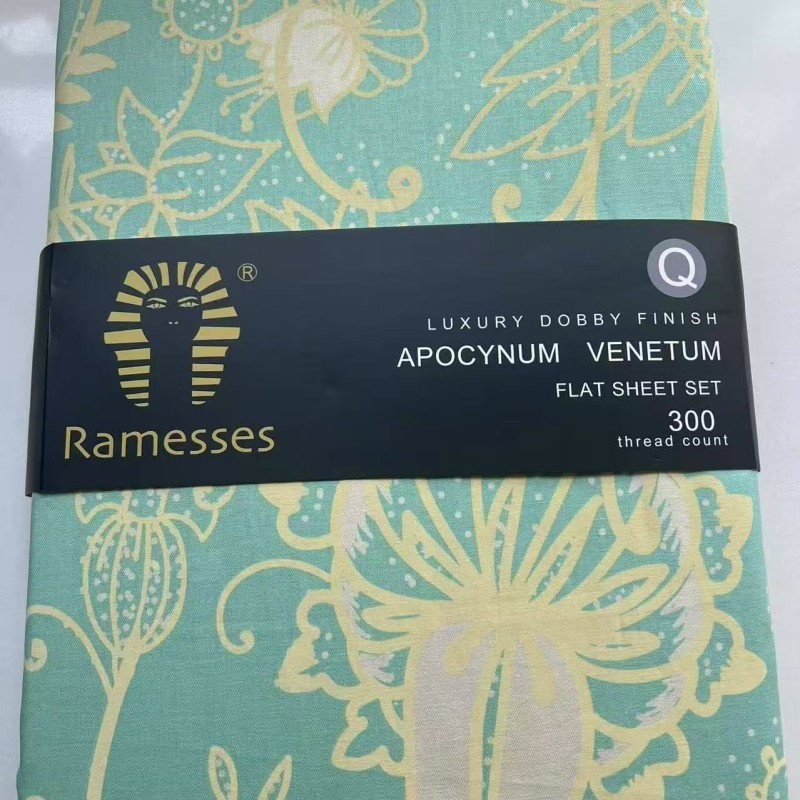 ®
Ramesses
Q
LUXURY DOBBY FINISH
APOCYNUM VENETUM
FLAT SHEET SET
300
thread count